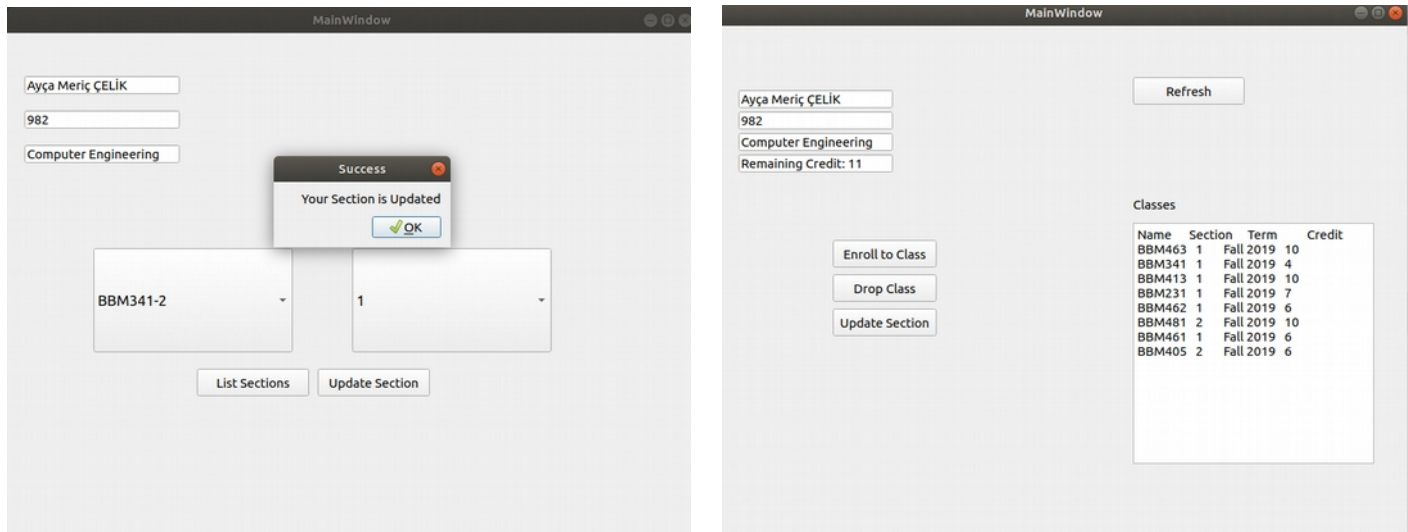 MainWindow
Ayça Meriç ÇELİK
982
Computer Engineering
Success
Your Section is Updated
OK
BBM341-2
1
List Sections
Update Section
MainWindow
Ayça Meriç ÇELİK
982
Computer Engineering
Remaining Credit: 11
Refresh
Enroll to Class
Drop Class
Update Section
Classes
Name Section Term Credit
BBM463 1 Fall 2019 10
BBM341 1 Fall 2019 4
BBM413 1 Fall 2019 10
BBM231 1 Fall 2019 7
BBM462 1 Fall 2019 6
BBM481 2 Fall 2019 10
BBM461 1 Fall 2019 6
BBM405 2 Fall 2019 6